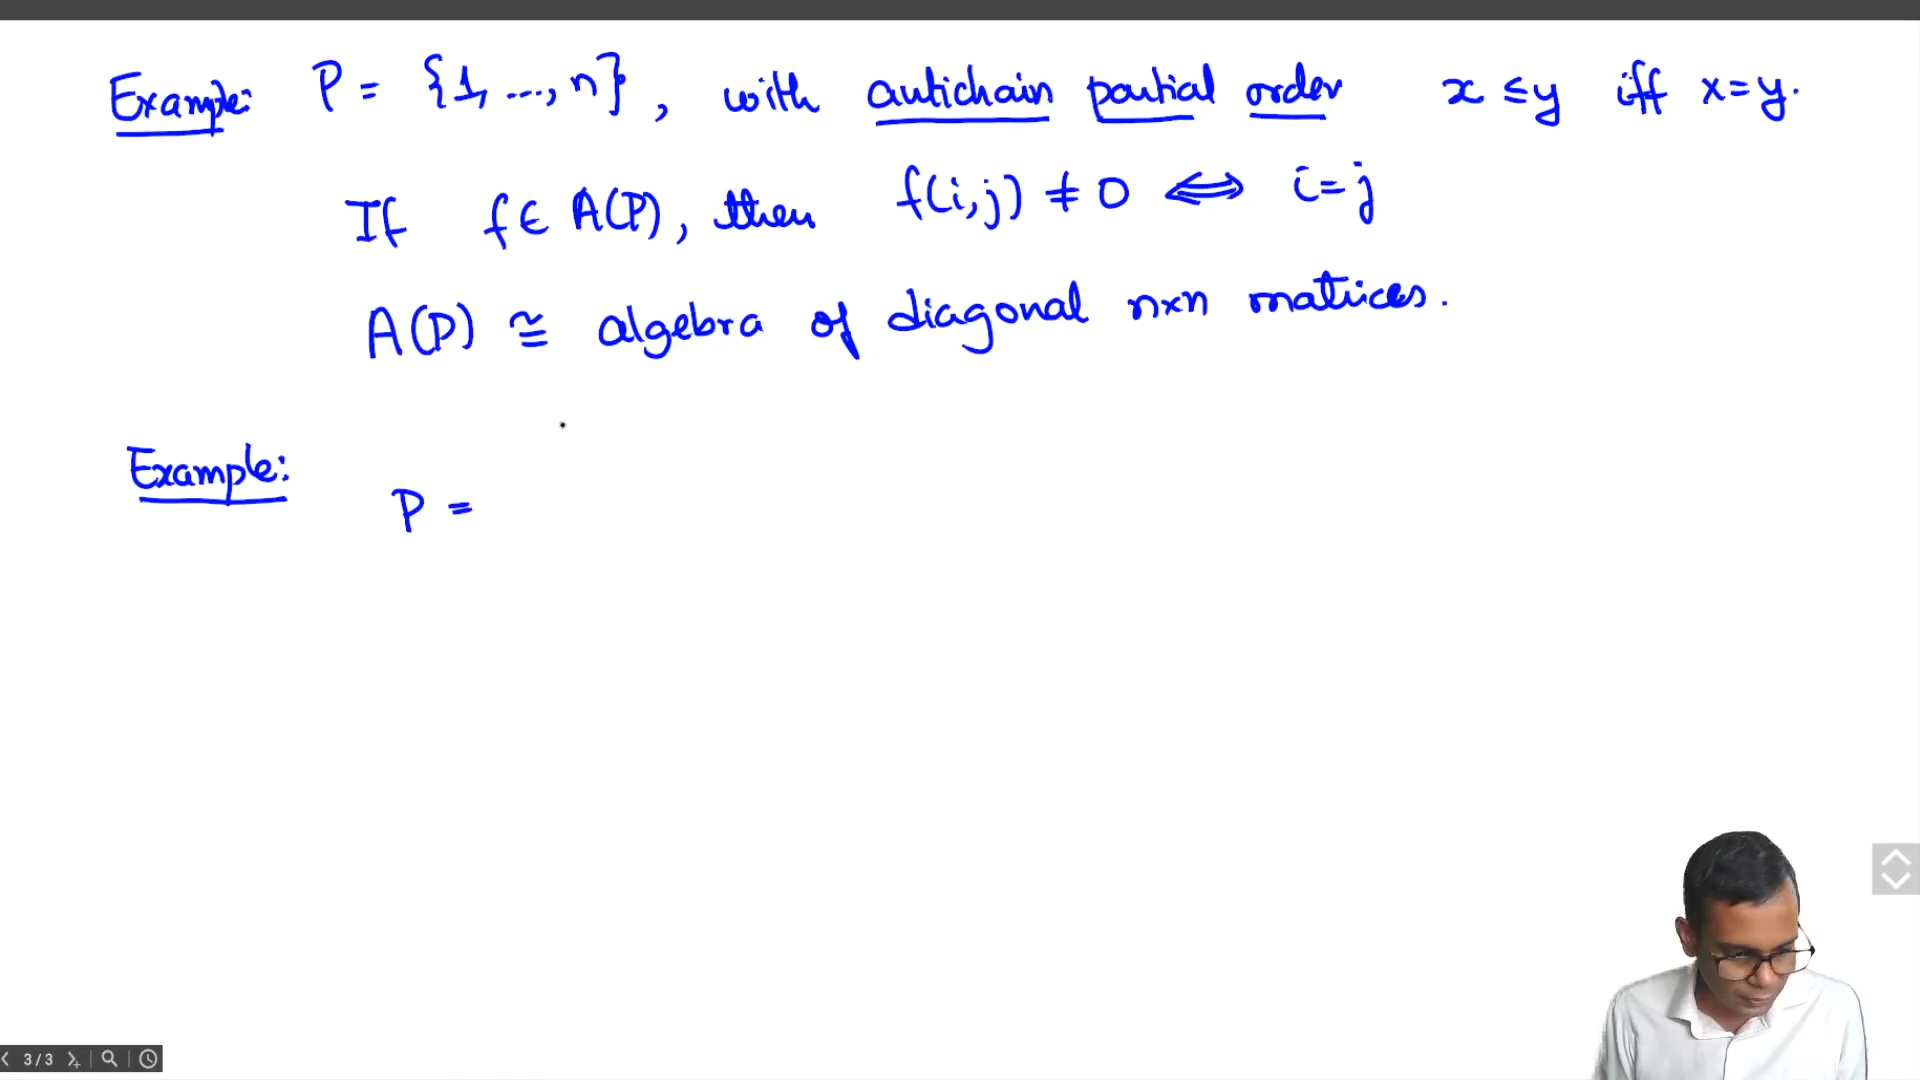 Example: P = {1, ..., n}, with antichain partial order x ≤ y iff x = y.
If f ∈ A(P), then f(i,j) ≠ 0 ⟺ i = j
A(P) ≅ algebra of diagonal n×n matrices.
Example:
P =
3/3